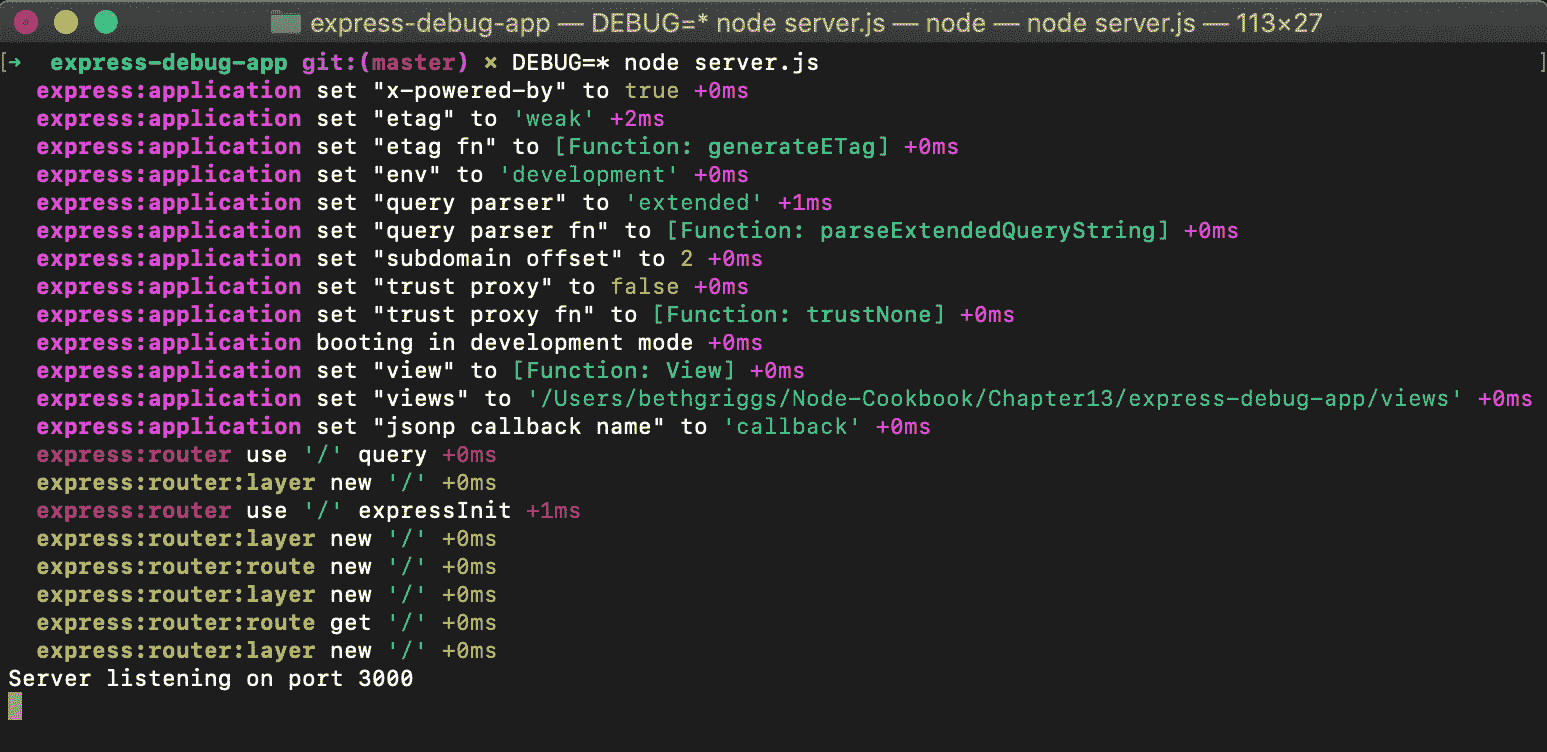 express-debug-app — DEBUG=* node server.js — node — node server.js — 113×27
[→ express-debug-app git:(master) × DEBUG=* node server.js ]
express:application set "x-powered-by" to true +0ms
express:application set "etag" to 'weak' +2ms
express:application set "etag fn" to [Function: generateETag] +0ms
express:application set "env" to 'development' +0ms
express:application set "query parser" to 'extended' +1ms
express:application set "query parser fn" to [Function: parseExtendedQueryString] +0ms
express:application set "subdomain offset" to 2 +0ms
express:application set "trust proxy" to false +0ms
express:application set "trust proxy fn" to [Function: trustNone] +0ms
express:application booting in development mode +0ms
express:application set "view" to [Function: View] +0ms
express:application set "views" to '/Users/bethgriggs/Node-Cookbook/Chapter13/express-debug-app/views' +0ms
express:application set "jsonp callback name" to 'callback' +0ms
express:router use '/' query +0ms
express:router:layer new '/' +0ms
express:router use '/' expressInit +1ms
express:router:layer new '/' +0ms
express:router:route new '/' +0ms
express:router:layer new '/' +0ms
express:router:route get '/' +0ms
express:router:layer new '/' +0ms
Server listening on port 3000